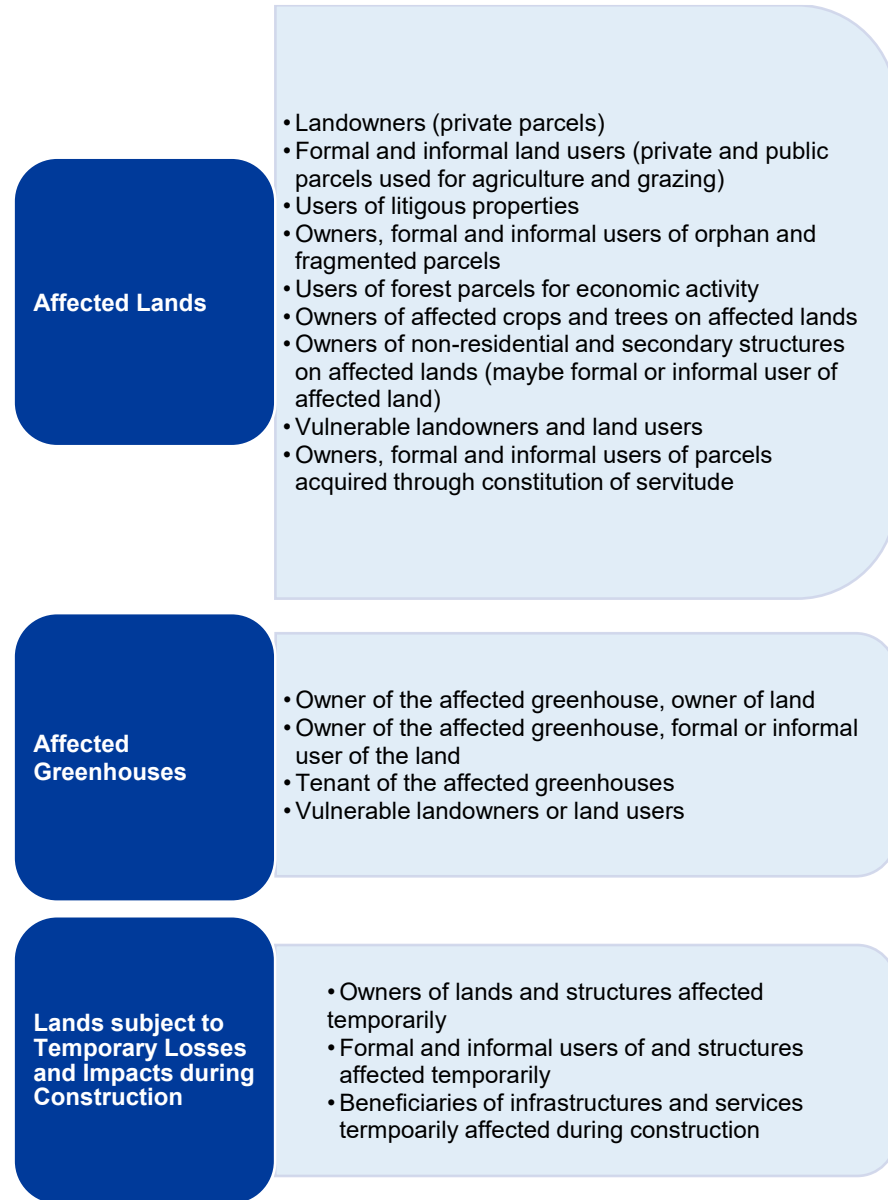 Affected Lands
• Landowners (private parcels)
• Formal and informal land users (private and public
parcels used for agriculture and grazing)
• Users of litigous properties
• Owners, formal and informal users of orphan and
fragmented parcels
• Users of forest parcels for economic activity
• Owners of affected crops and trees on affected lands
• Owners of non-residential and secondary structures
on affected lands (maybe formal or informal user of
affected land)
• Vulnerable landowners and land users
• Owners, formal and informal users of parcels
acquired through constitution of servitude
Affected
Greenhouses
• Owner of the affected greenhouse, owner of land
• Owner of the affected greenhouse, formal or informal
user of the land
• Tenant of the affected greenhouses
• Vulnerable landowners or land users
Lands subject to
Temporary Losses
and Impacts during
Construction
• Owners of lands and structures affected
temporarily
• Formal and informal users of and structures
affected temporarily
• Beneficiaries of infrastructures and services
termpoarily affected during construction